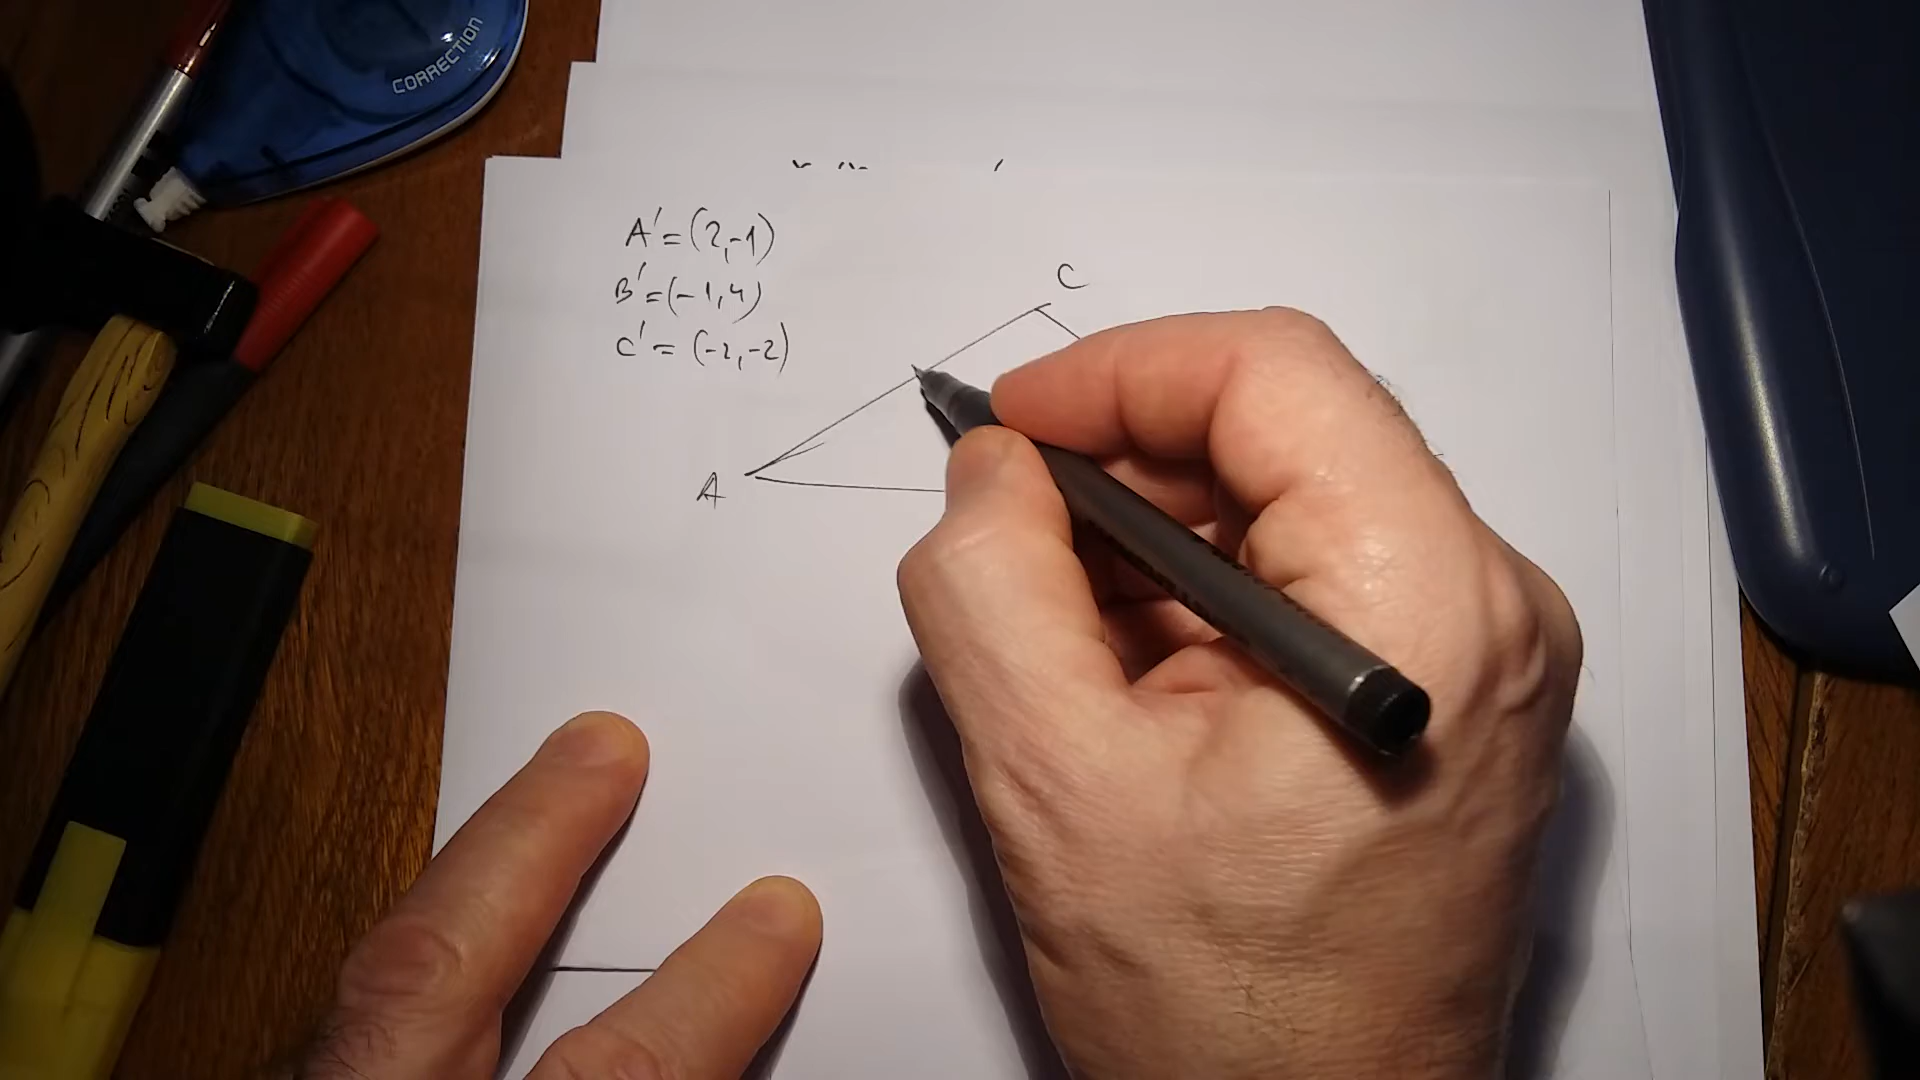 CORRECTION
A' = (2,-1)
B' = (-1,4)
C' = (-2,-2)
C
A